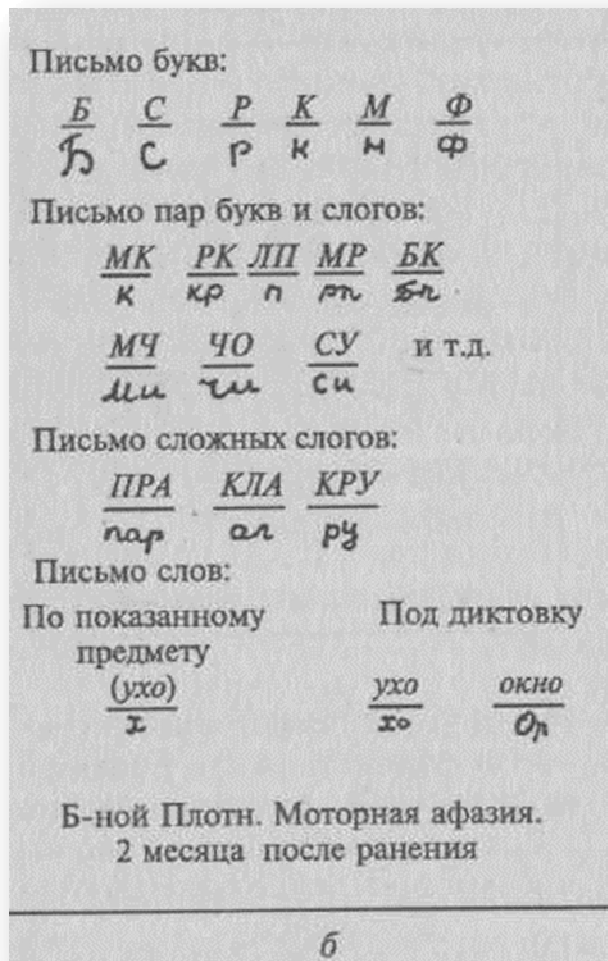 Письмо букв:
Б С Р К М Ф
Ђ С Р К Н Ф
Письмо пар букв и слогов:
МК РК ЛП МР БК
К кр п рп
МЧ ЧО СУ и т.д.
ми чи си
Письмо сложных слогов:
ПРА КЛА КРУ
пар ал ру
Письмо слов:
По показанному Под диктовку
предмету
(ухо) ухо окно
х хо Ор
Б-ной Плотн. Моторная афазия.
2 месяца после ранения
б